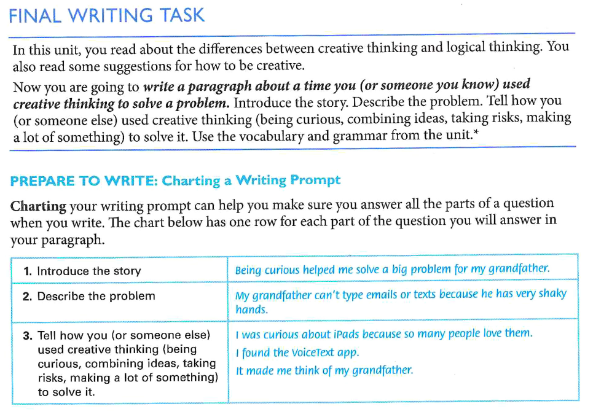 FINAL WRITING TASK
In this unit, you read about the differences between creative thinking and logical thinking. You
also read some suggestions for how to be creative.
Now you are going to write a paragraph about a time you (or someone you know) used
creative thinking to solve a problem. Introduce the story. Describe the problem. Tell how you
(or someone else) used creative thinking (being curious, combining ideas, taking risks, making
a lot of something) to solve it. Use the vocabulary and grammar from the unit.*
PREPARE TO WRITE: Charting a Writing Prompt
Charting your writing prompt can help you make sure you answer all the parts of a question
when you write. The chart below has one row for each part of the question you will answer in
your paragraph.
1. Introduce the story
Being curious helped me solve a big problem for my grandfather.
2. Describe the problem
My grandfather can't type emails or texts because he has very shaky
hands.
3. Tell how you (or someone else)
used creative thinking (being
curious, combining ideas, taking
risks, making a lot of something)
to solve it.
I was curious about iPads because so many people love them.
I found the VoiceText app.
It made me think of my grandfather.